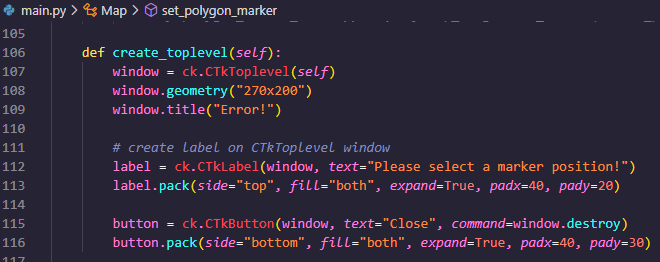 main.py > Map > set_polygon_marker
105
106 def create_toplevel(self):
107 window = ck.CTkToplevel(self)
108 window.geometry("270x200")
109 window.title("Error!")
110
111 # create label on CTkToplevel window
112 label = ck.CTkLabel(window, text="Please select a marker position!")
113 label.pack(side="top", fill="both", expand=True, padx=40, pady=20)
114
115 button = ck.CTkButton(window, text="Close", command=window.destroy)
116 button.pack(side="bottom", fill="both", expand=True, padx=40, pady=30)
117